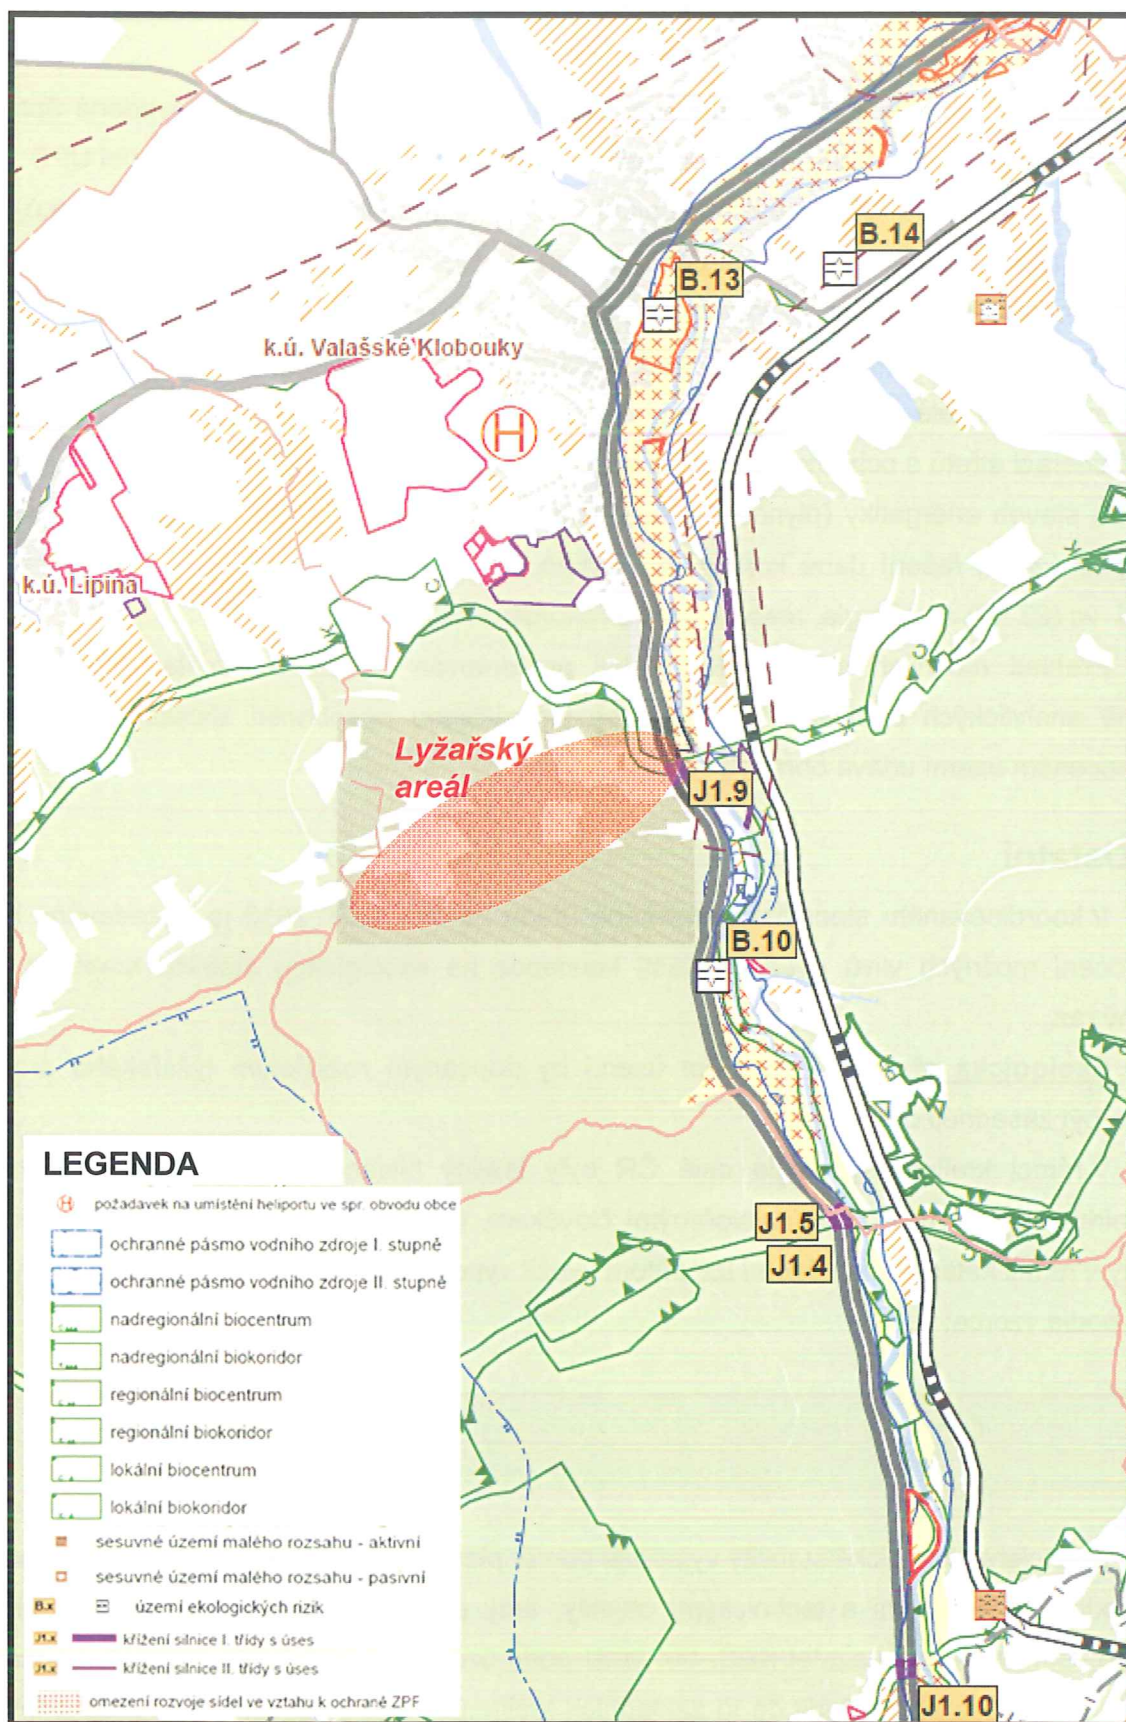 B.14
B.13
k.ú. Valašské Klobouky
H
k.ú. Lipina
Lyžařský
areál
J1.9
B.10
J1.5
J1.4
J1.10
LEGENDA
H požadavek na umístění heliportu ve spr. obvodu obce
ochranné pásmo vodního zdroje I. stupně
ochranné pásmo vodního zdroje II. stupně
nadregionální biocentrum
nadregionální biokoridor
regionální biocentrum
regionální biokoridor
lokální biocentrum
lokální biokoridor
sesuvné území malého rozsahu - aktivní
sesuvné území malého rozsahu - pasivní
B.x území ekologických rizik
J1.x křížení silnice I. třídy s úses
J1.x křížení silnice II. třídy s úses
omezení rozvoje sídel ve vztahu k ochraně ZPF